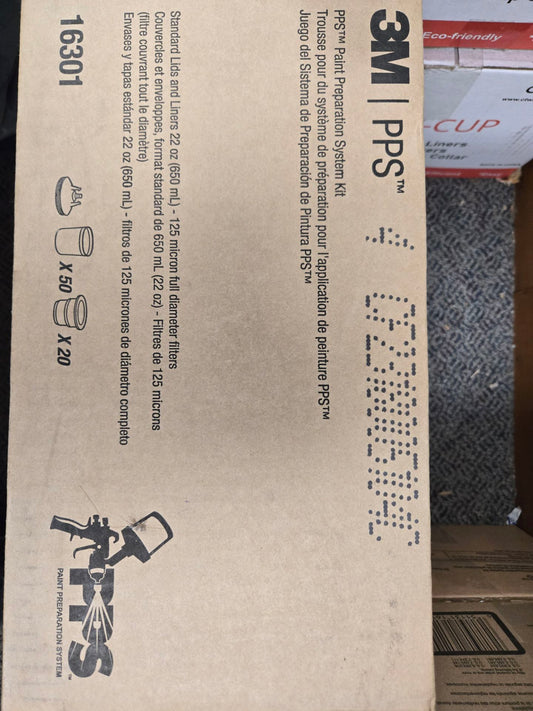 3M | PPS™
PPS™ Paint Preparation System Kit
Trousse pour du système de préparation pour l'application de peinture PPS™
Juego del Sistema de Preparación de Pintura PPS™
Standard Lids and Liners 22 oz (650 mL) - 125 micron full diameter filters
Couvercles et enveloppes, format standard de 650 mL (22 oz) - Filtres de 125 microns
(filtre couvrant tout le diamètre)
Envases y tapas estándar 22 oz (650 mL) - filtros de 125 micrones de diámetro completo
16301
X 50
X 20
PPS™
PAINT PREPARATION SYSTEM
Eco-friendly
-CUP
Liners
Collar